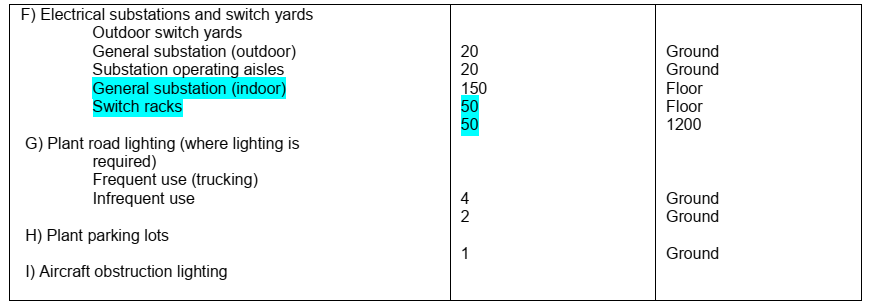 F) Electrical substations and switch yards
Outdoor switch yards
General substation (outdoor) 20 Ground
Substation operating aisles 20 Ground
General substation (indoor) 150 Floor
Switch racks 50 Floor
50 1200
G) Plant road lighting (where lighting is
required)
Frequent use (trucking)
Infrequent use 4 Ground
2 Ground
H) Plant parking lots
1 Ground
I) Aircraft obstruction lighting